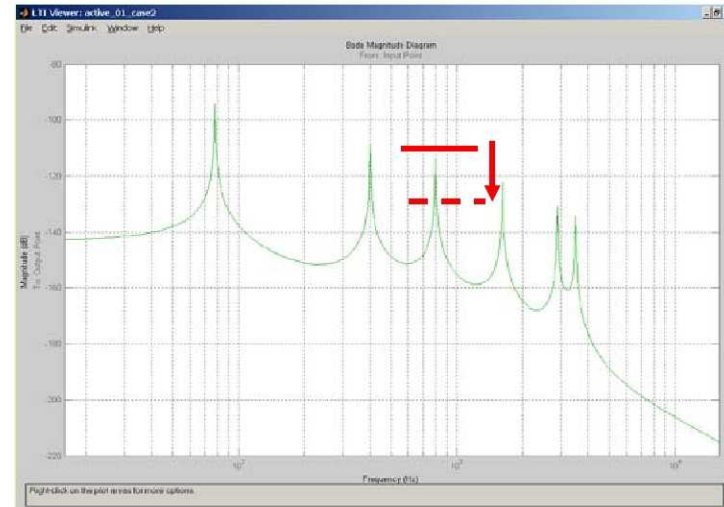 LTI Viewer: active_01_case2
File Edit Simulink Window Help
Bode Magnitude Diagram
From: Input Point
-80
-100
-120
-140
-160
-180
-200
-220
Magnitude (dB)
To: Output Point
Frequency (Hz)
Right-click on the plot areas for more options.